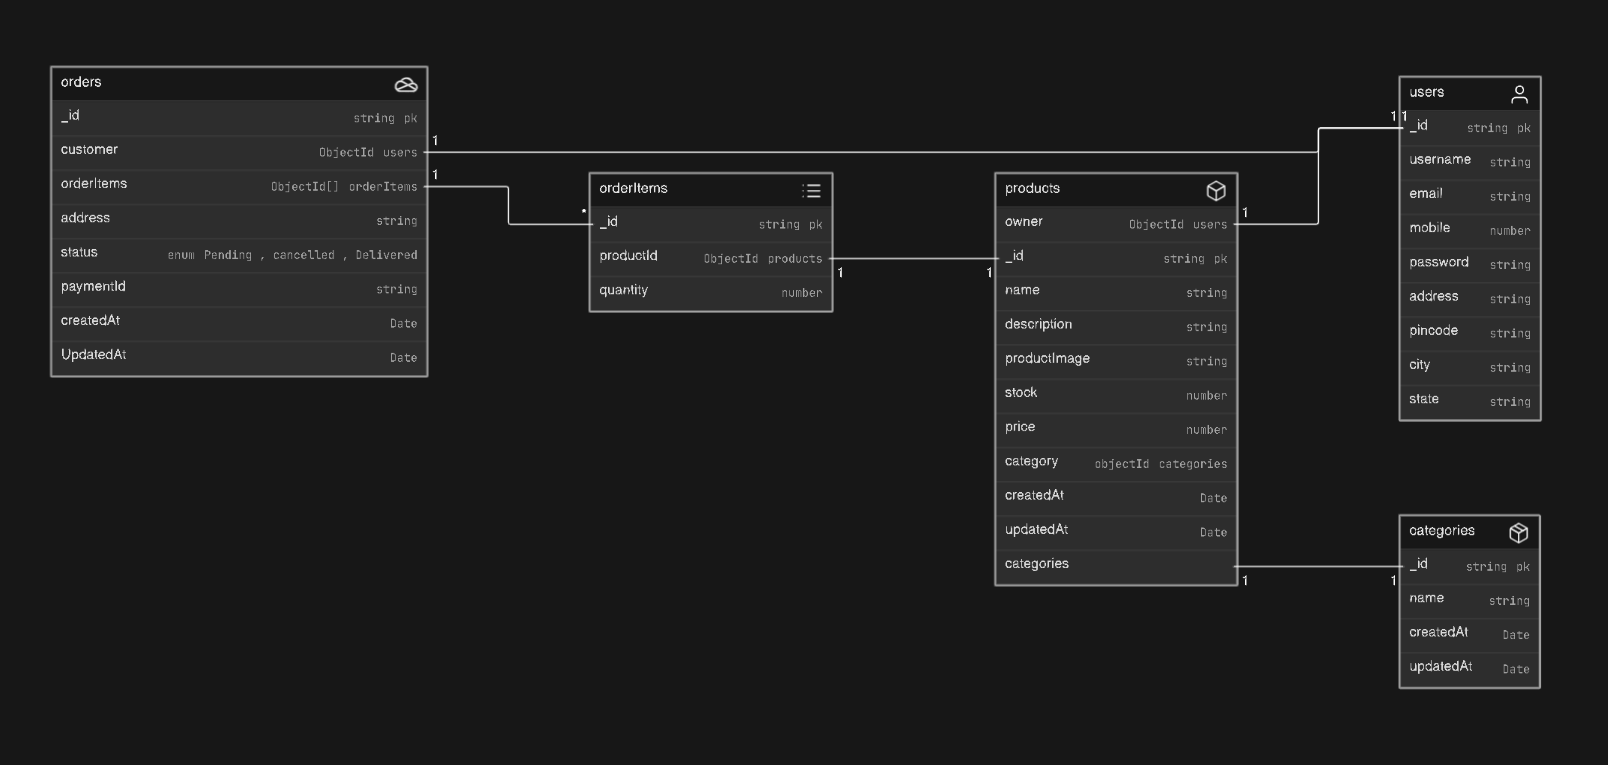 orders
_id string pk
customer ObjectId users
orderItems ObjectId[] orderItems
address string
status enum Pending , cancelled , Delivered
paymentId string
createdAt Date
UpdatedAt Date
1
1
*
orderItems
_id string pk
productId ObjectId products
quantity number
1
1
products
owner ObjectId users
_id string pk
name string
description string
productImage string
stock number
price number
category objectId categories
createdAt Date
updatedAt Date
categories
1
1
1 1
users
_id string pk
username string
email string
mobile number
password string
address string
pincode string
city string
state string
1
categories
_id string pk
name string
createdAt Date
updatedAt Date